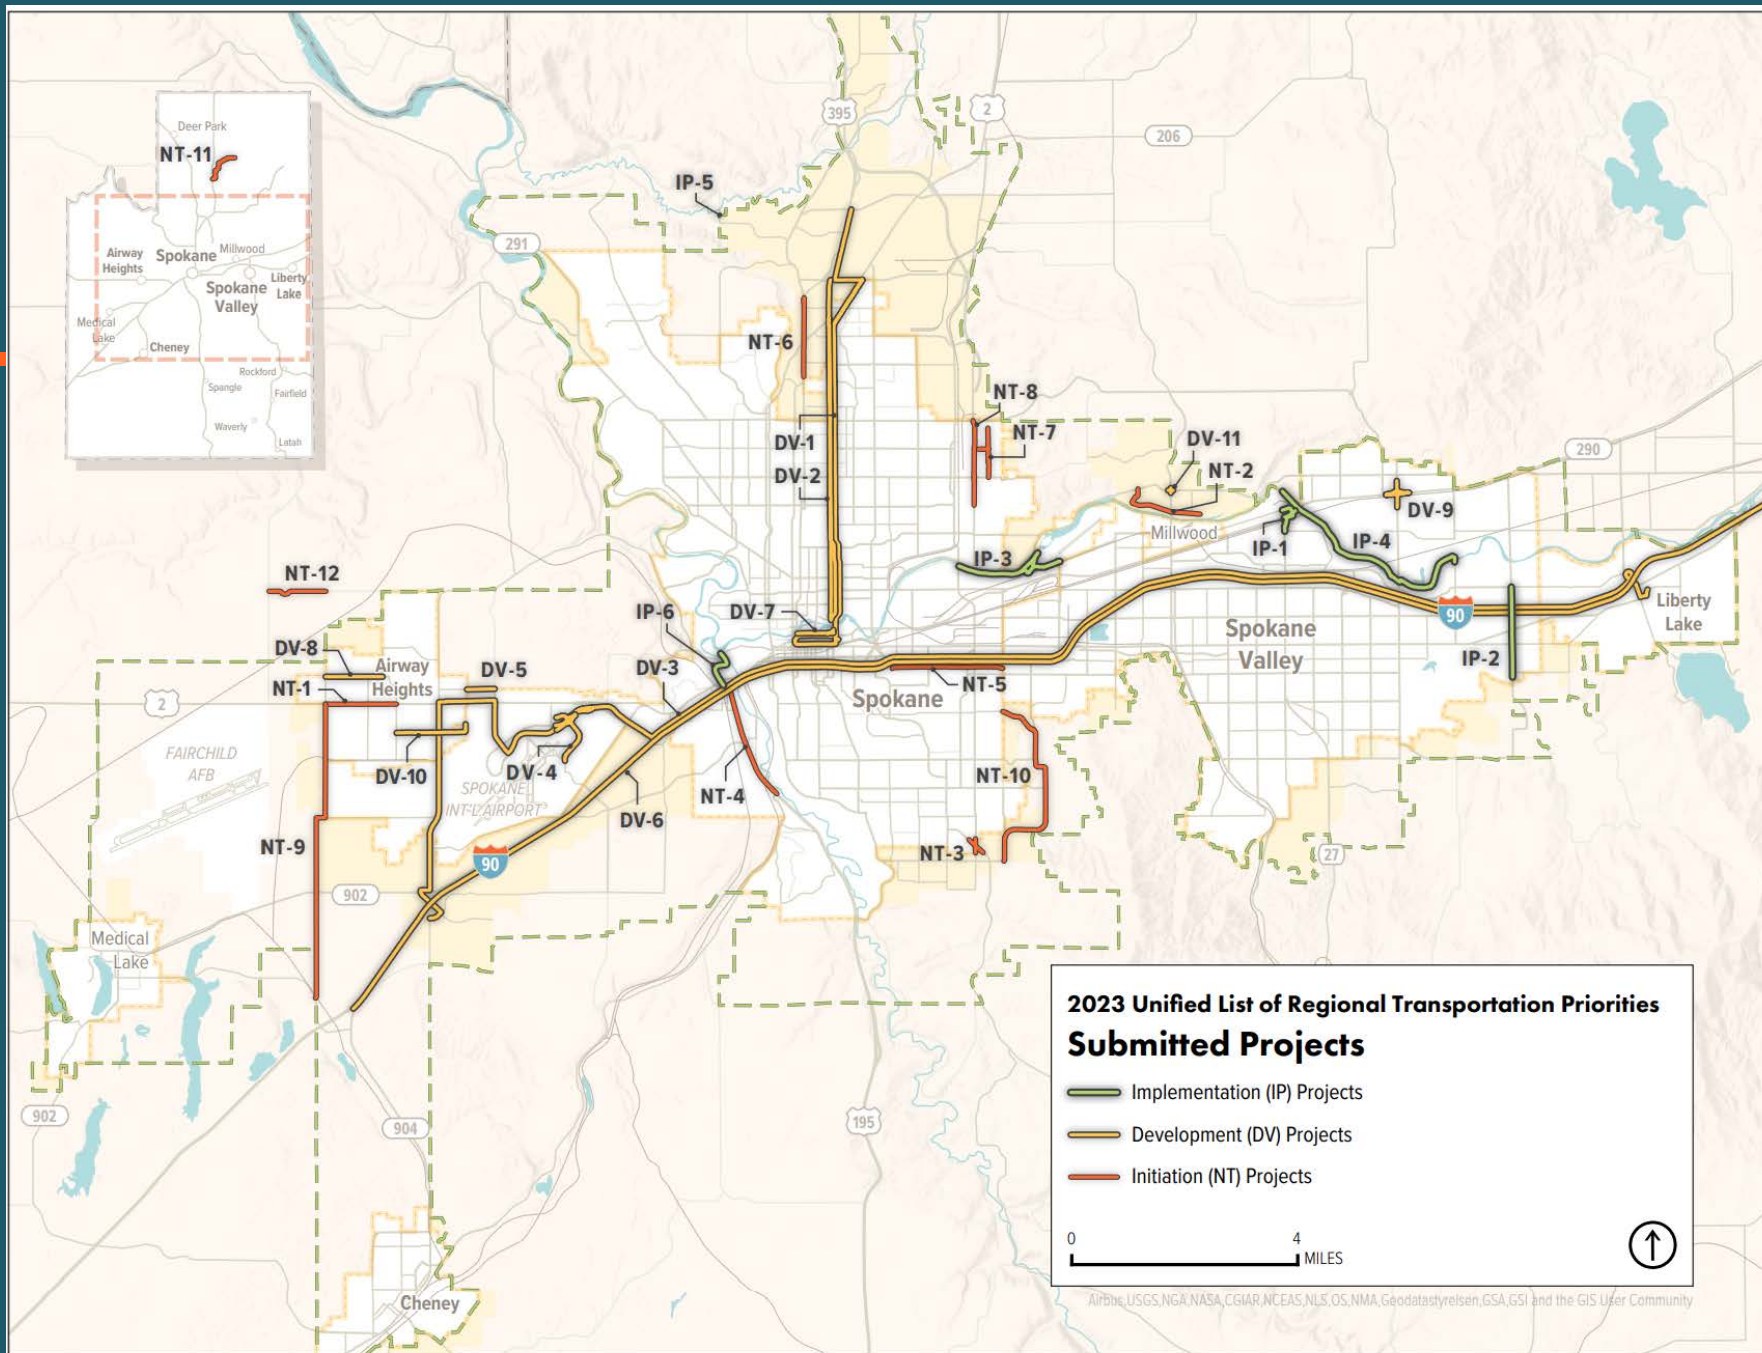 395
2
206
Deer Park
NT-11
IP-5
291
Airway
Heights
Spokane
Millwood
Spokane
Valley
Liberty
Lake
Medical
Lake
Cheney
Rockford
Spangle
Fairfield
Waverly
Latah
NT-6
NT-8
NT-7
DV-1
DV-2
DV-11
NT-2
290
DV-9
Millwood
IP-1
IP-4
IP-3
NT-12
IP-6
DV-7
90
Liberty
Lake
Spokane
Valley
IP-2
DV-8
Airway
Heights
DV-5
DV-3
NT-1
2
NT-5
Spokane
FAIRCHILD
AFB
DV-10
DV-4
SPOKANE
INT'L AIRPORT
NT-4
NT-10
DV-6
NT-9
90
NT-3
27
902
Medical
Lake
902
904
195
Cheney
2023 Unified List of Regional Transportation Priorities
Submitted Projects
Implementation (IP) Projects
Development (DV) Projects
Initiation (NT) Projects
0
4
MILES
Airbus,USGS,NGA,NASA,CGIAR,NCEAS,NLS,OS,NMA,Geodatastyrelsen,GSA,GSI and the GIS User Community